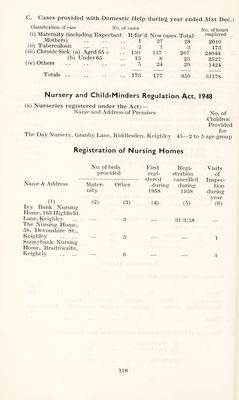 C. Cases provided with Domestic Help during year ended 31st Dec.:
Classification of case No. of cases No. of hours employed
(i) Maternity (including Expectant Mothers) B/for'd 1 New cases 27 Total 28 2010
(ii) Tuberculosis 2 1 3 173
(iii) Chronic Sick (a) Aged 65+ 150 117 267 24044
(b) Under 65 15 8 23 3527
(iv) Others 5 24 29 1424
Totals 173 177 350 31178
Nursery and Child-Minders Regulation Act, 1948
(a) Nurseries registered under the Act:—
Name and Address of Premises No. of Children Provided for
The Day Nursery, Granby Lane, Riddlesden, Keighley 45—2 to 5 age group
Registration of Nursing Homes
Name & Address
No. of beds provided
Maternity Other
First registered during 1958
Registration cancelled during 1958
Visits of Inspection during year
(1) (2) (3) (4) (5) (6)
Ivy Bank Nursing Home, 163 Highfield Lane, Keighley — 3 — 31/3/58 —
The Nursing Home, 58, Devonshire St., Keighley — 5 — 1
Sunnybank Nursing Home, Braithwaite, Keighely — 6 — 1
116